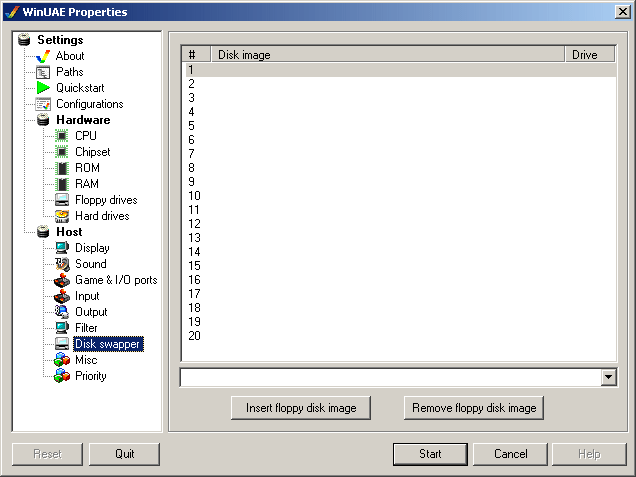 WinUAE Properties
Settings
About
Paths
Quickstart
Configurations
Hardware
CPU
Chipset
ROM
RAM
Floppy drives
Hard drives
Host
Display
Sound
Game & I/O ports
Input
Output
Filter
Disk swapper
Misc
Priority
# Disk image Drive
1
2
3
4
5
6
7
8
9
10
11
12
13
14
15
16
17
18
19
20
Insert floppy disk image Remove floppy disk image
Reset Quit Start Cancel Help